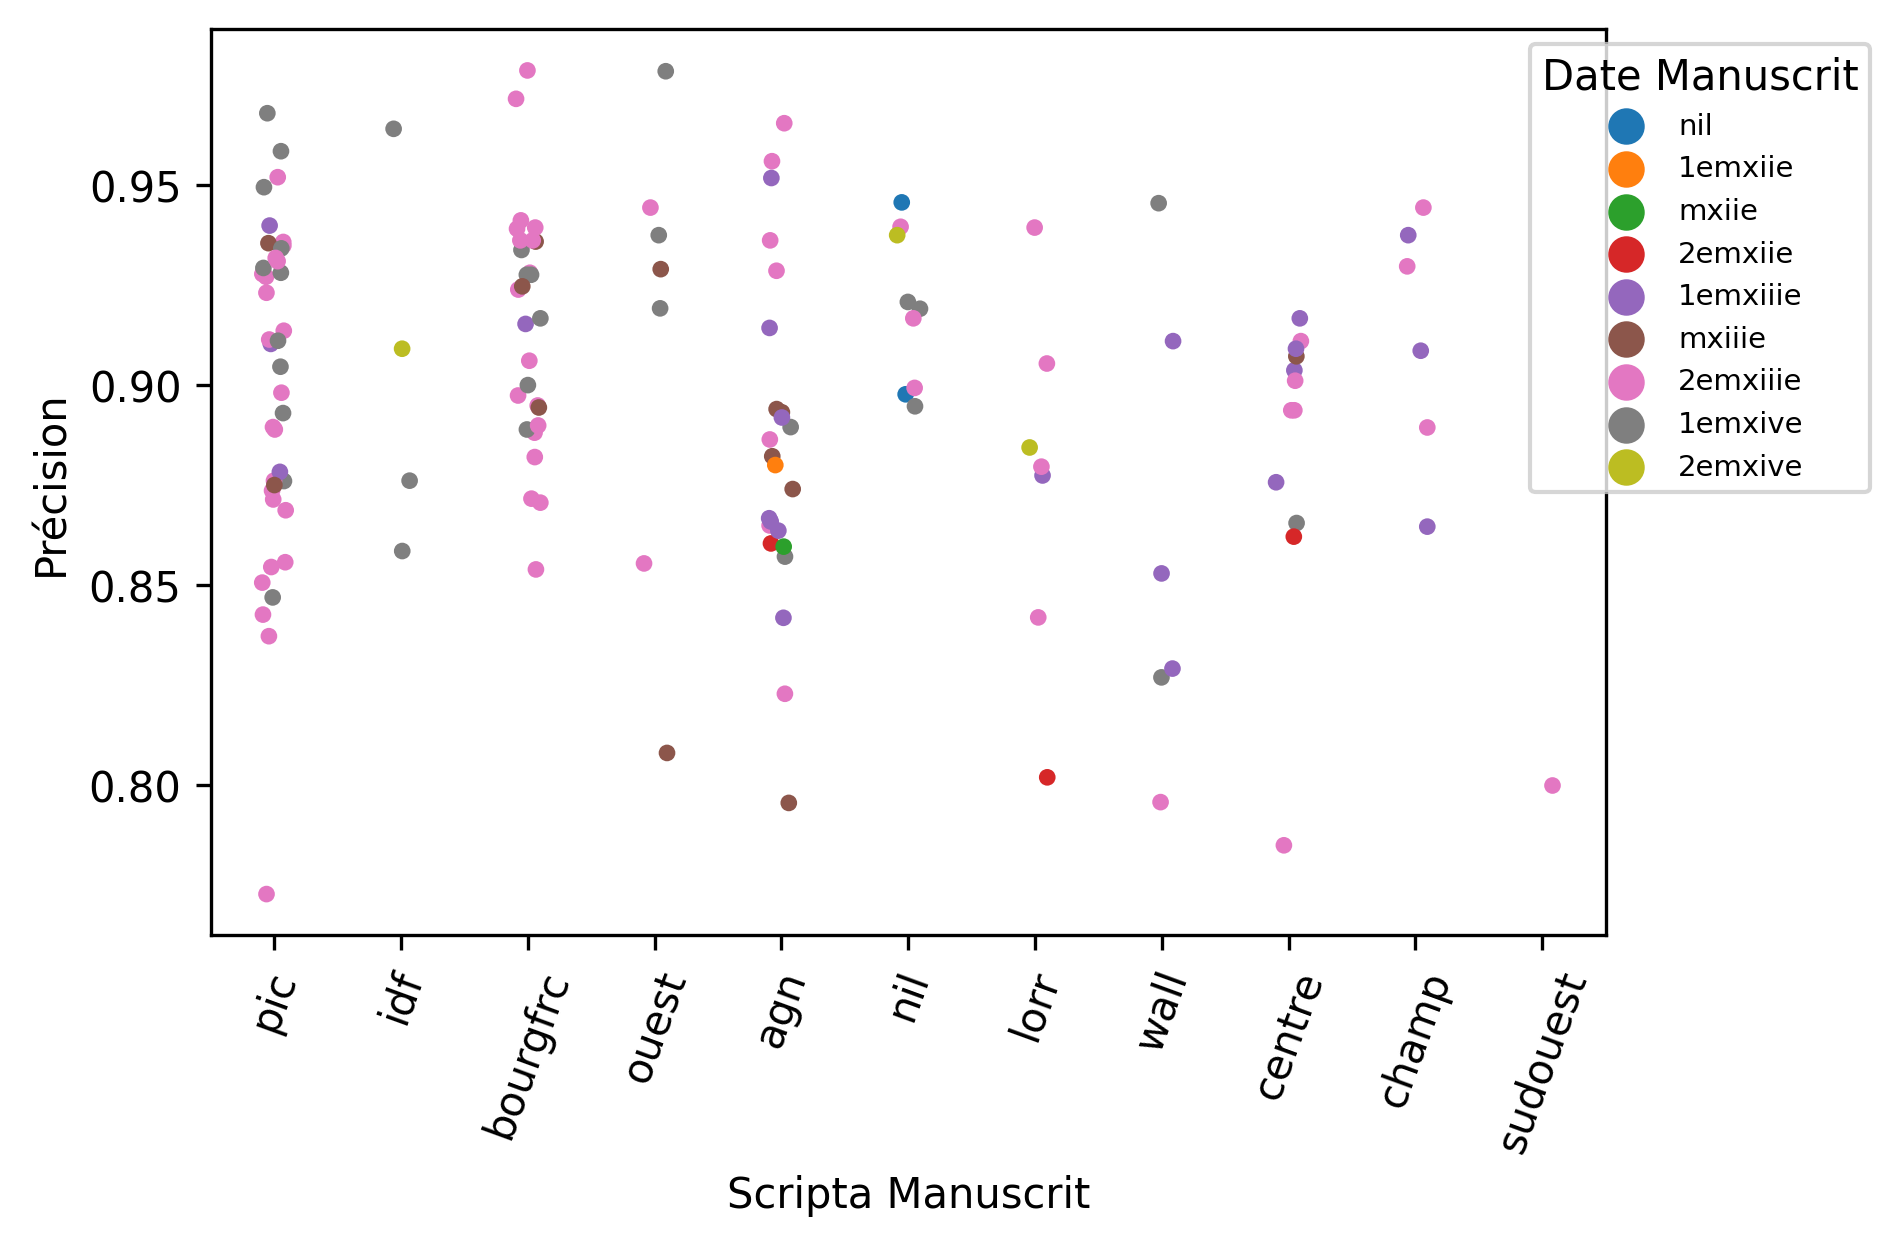 Date Manuscrit
nil
1emxiie
mxiie
2emxiie
1emxiiie
mxiiie
2emxiiie
1emxive
2emxive
Précision
0.95
0.90
0.85
0.80
pic
idf
bourgfrc
ouest
agn
nil
lorr
wall
centre
champ
sudouest
Scripta Manuscrit